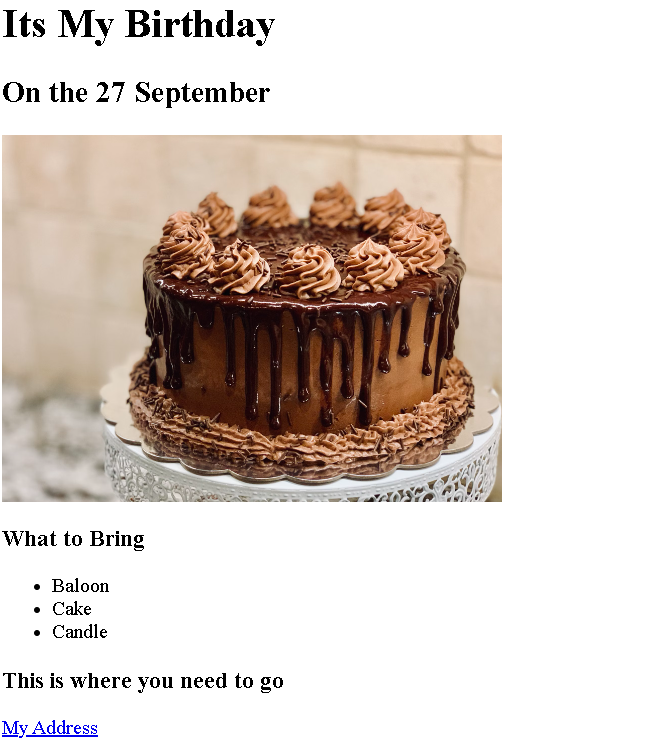 Its My Birthday
On the 27 September
What to Bring
Baloon
Cake
Candle
This is where you need to go
My Address